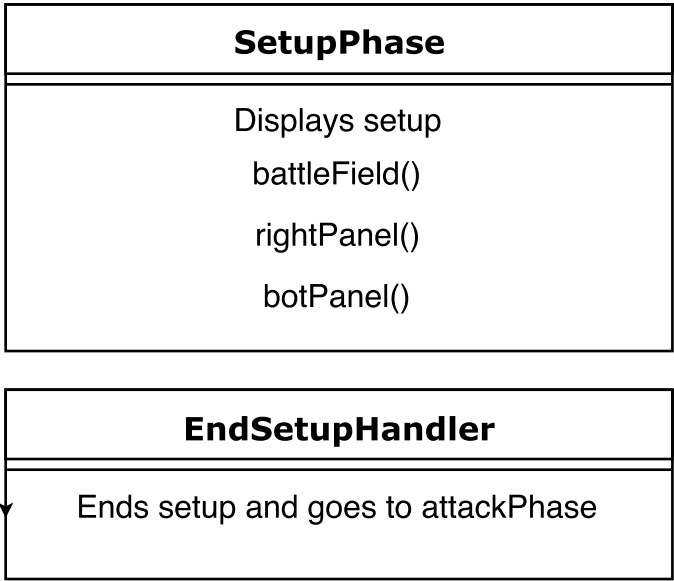 SetupPhase
Displays setup
battleField()
rightPanel()
botPanel()
EndSetupHandler
Ends setup and goes to attackPhase